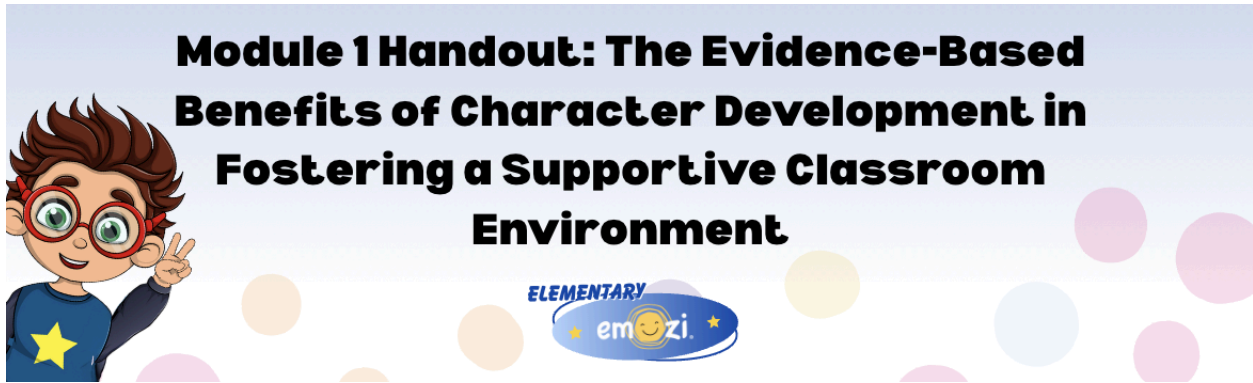 Module 1 Handout: The Evidence-Based
Benefits of Character Development in
Fostering a Supportive Classroom
Environment
ELEMENTARY
emozi®